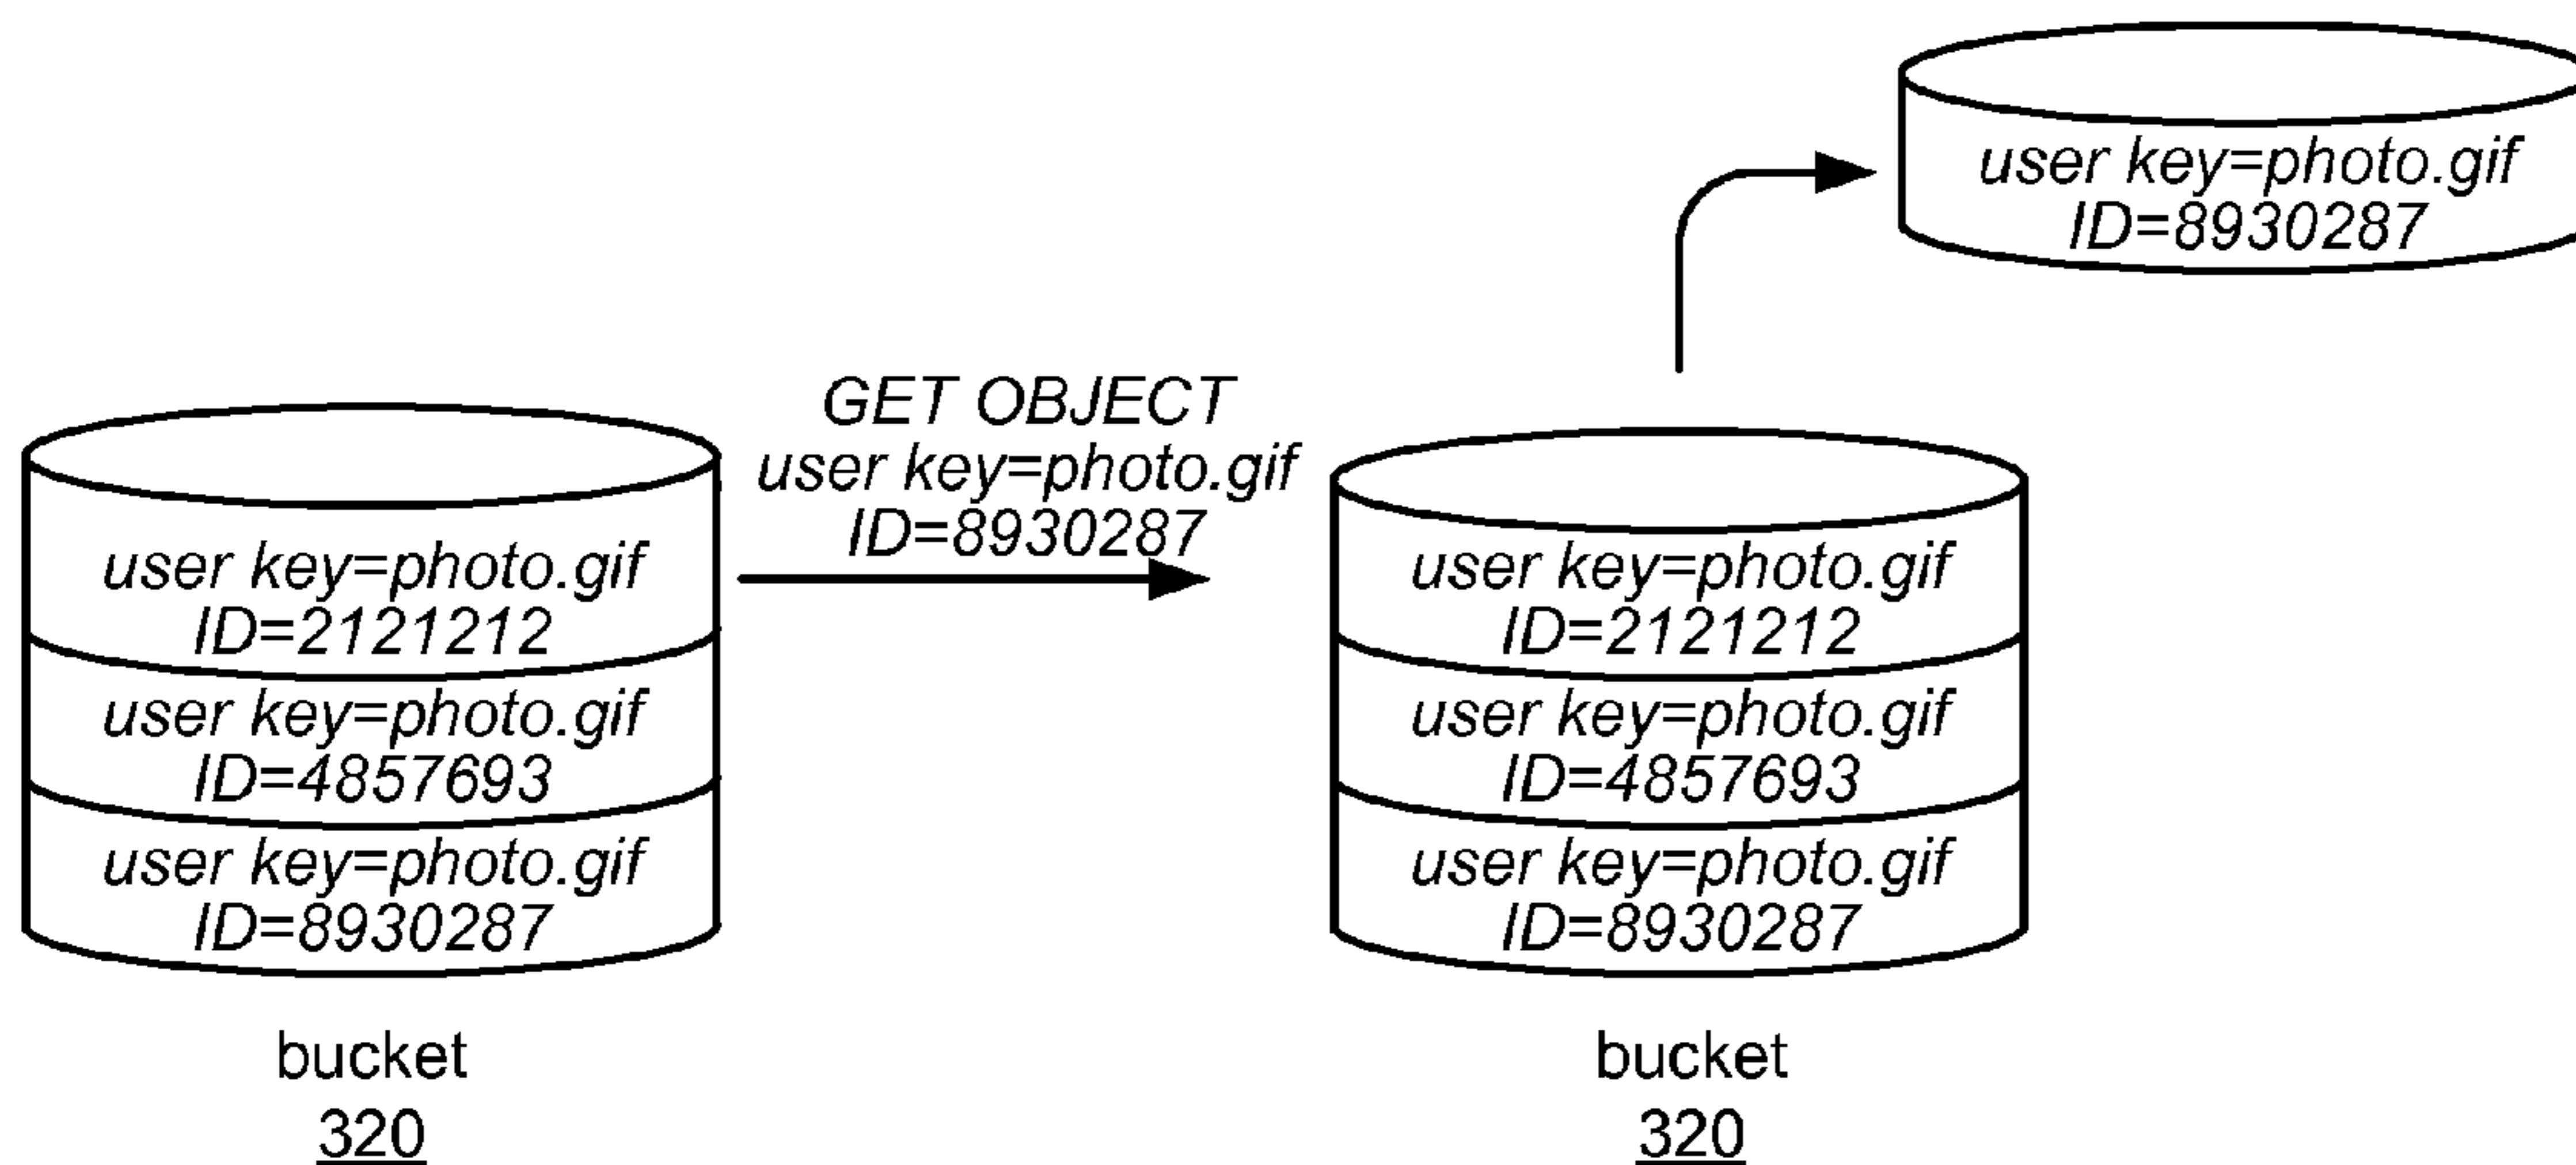 user key=photo.gif
ID=8930287
GET OBJECT
user key=photo.gif
ID=8930287
user key=photo.gif
ID=2121212
user key=photo.gif
ID=4857693
user key=photo.gif
ID=8930287
bucket
320
user key=photo.gif
ID=2121212
user key=photo.gif
ID=4857693
user key=photo.gif
ID=8930287
bucket
320